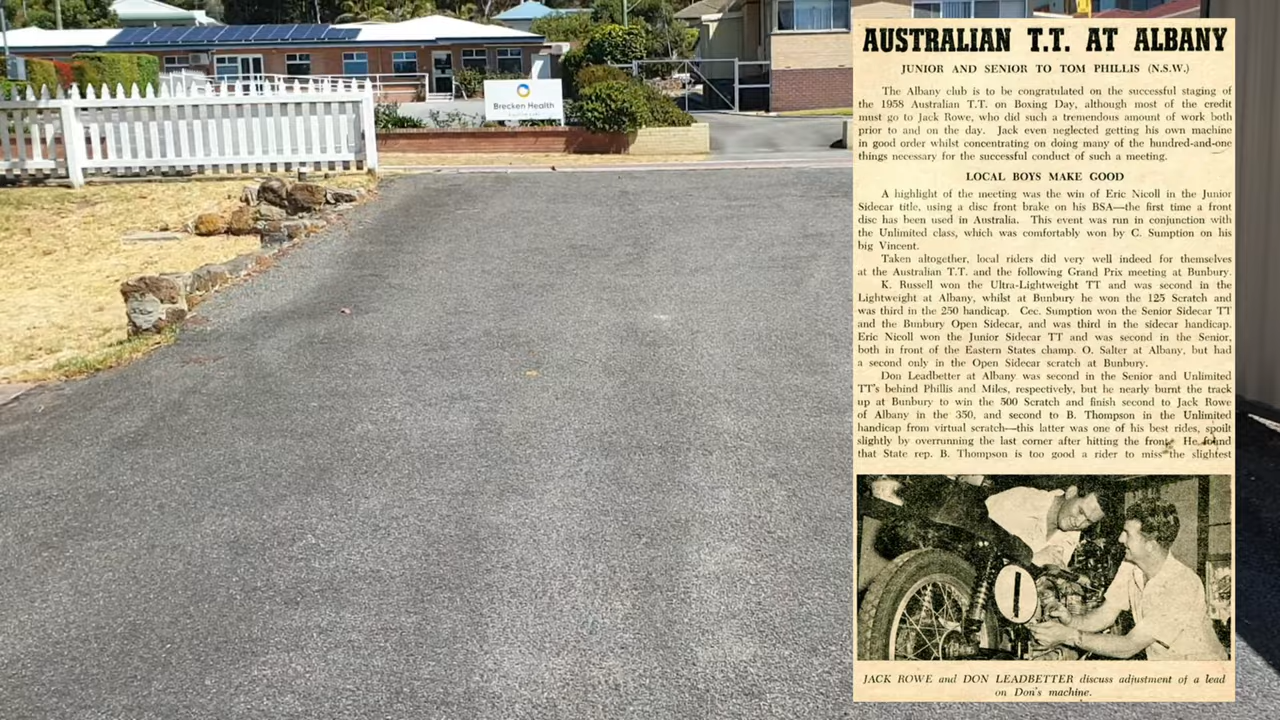 Brecken Health
AUSTRALIAN T.T. AT ALBANY
JUNIOR AND SENIOR TO TOM PHILLIS (N.S.W.)
The Albany club is to be congratulated on the successful staging of
the 1958 Australian T.T. on Boxing Day, although most of the credit
must go to Jack Rowe, who did such a tremendous amount of work both
prior to and on the day. Jack even neglected getting his own machine
in good order whilst concentrating on doing many of the hundred-and-one
things necessary for the successful conduct of such a meeting.
LOCAL BOYS MAKE GOOD
A highlight of the meeting was the win of Eric Nicoll in the Junior
Sidecar title, using a disc front brake on his BSA—the first time a front
disc has been used in Australia. This event was run in conjunction with
the Unlimited class, which was comfortably won by C. Sumption on his
big Vincent.
Taken altogether, local riders did very well indeed for themselves
at the Australian T.T. and the following Grand Prix meeting at Bunbury.
K. Russell won the Ultra-Lightweight TT and was second in the
Lightweight at Albany, whilst at Bunbury he won the 125 Scratch and
was third in the 250 handicap. Cec. Sumption won the Senior Sidecar TT
and the Bunbury Open Sidecar, and was third in the sidecar handicap.
Eric Nicoll won the Junior Sidecar TT and was second in the Senior,
both in front of the Eastern States champ. O. Salter at Albany, but had
a second only in the Open Sidecar scratch at Bunbury.
Don Leadbetter at Albany was second in the Senior and Unlimited
TT's behind Phillis and Miles, respectively, but he nearly burnt the track
up at Bunbury to win the 500 Scratch and finish second to Jack Rowe
of Albany in the 350, and second to B. Thompson in the Unlimited
handicap from virtual scratch—this latter was one of his best rides, spoilt
slightly by overrunning the last corner after hitting the front. He found
that State rep. B. Thompson is too good a rider to miss the slightest
JACK ROWE and DON LEADBETTER discuss adjustment of a lead
on Don's machine.